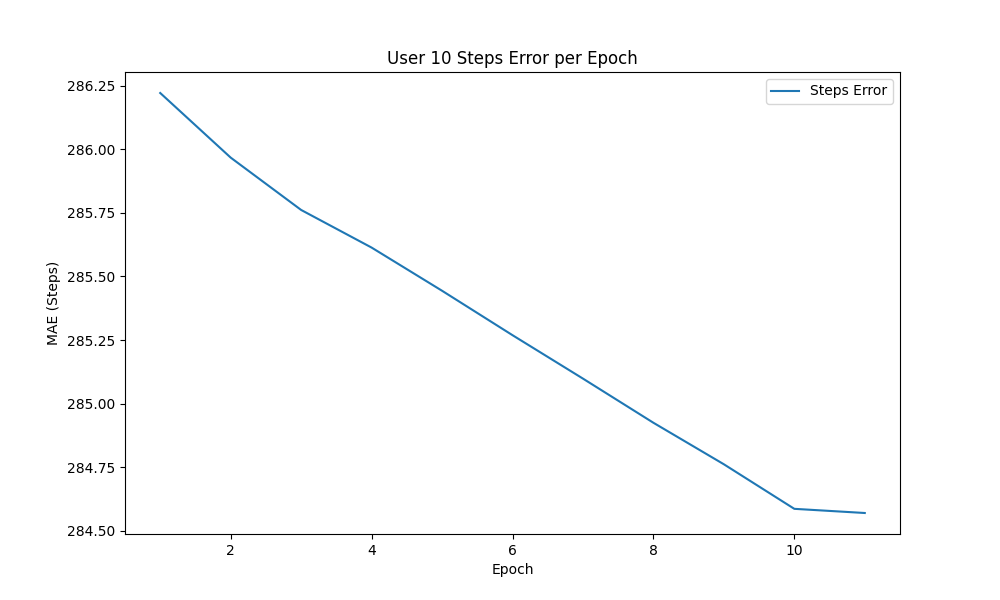 User 10 Steps Error per Epoch
Steps Error
286.25
286.00
285.75
285.50
285.25
285.00
284.75
284.50
MAE (Steps)
2 4 6 8 10
Epoch